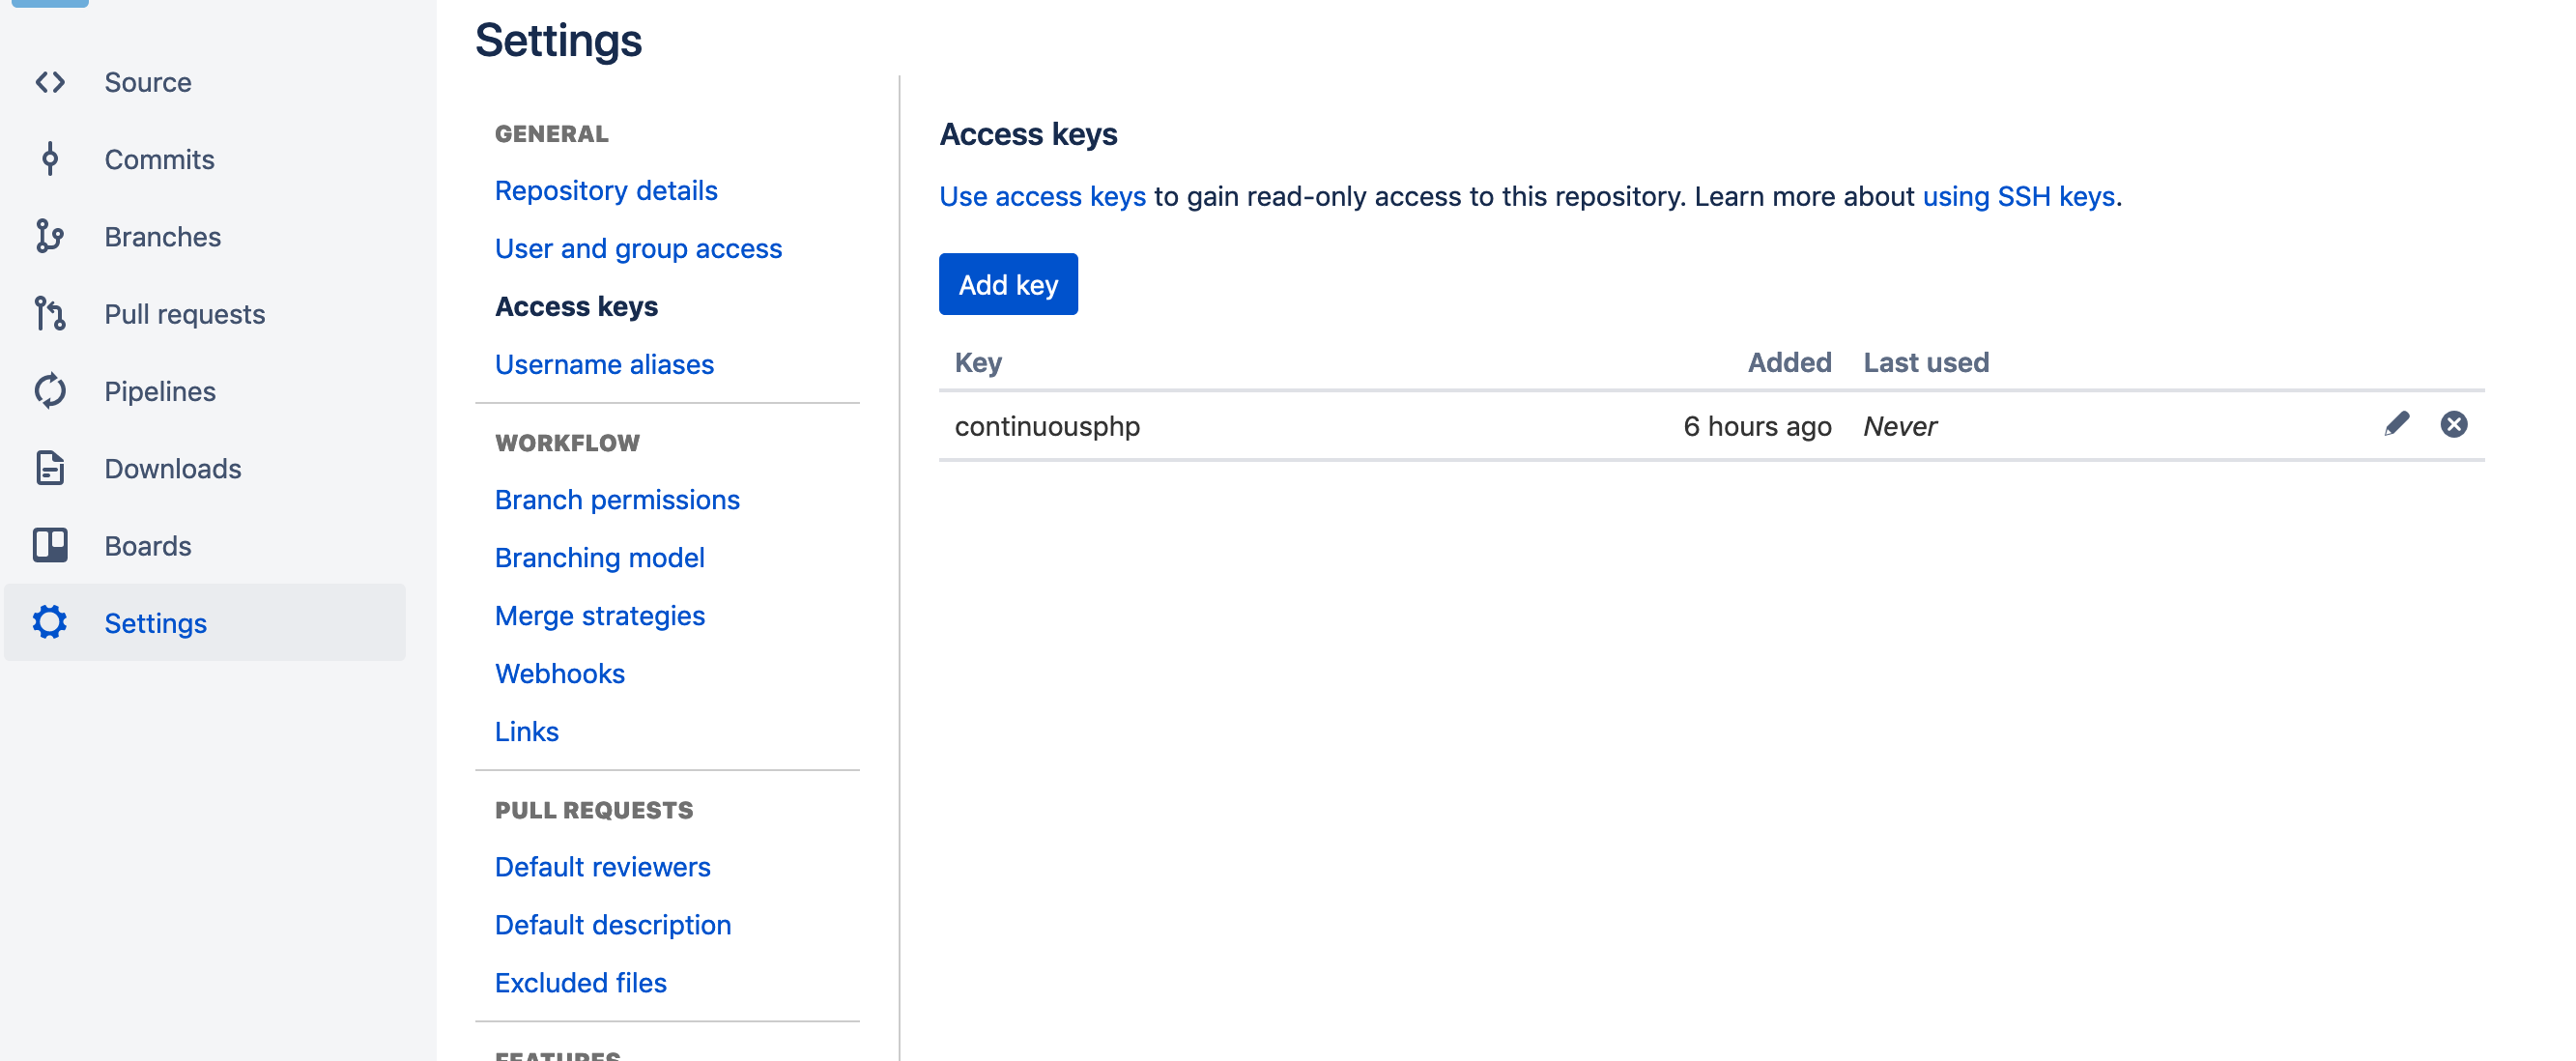 Source
Commits
Branches
Pull requests
Pipelines
Downloads
Boards
Settings
Settings
GENERAL
Repository details
User and group access
Access keys
Username aliases
WORKFLOW
Branch permissions
Branching model
Merge strategies
Webhooks
Links
PULL REQUESTS
Default reviewers
Default description
Excluded files
FEATURES
Access keys
Use access keys to gain read-only access to this repository. Learn more about using SSH keys.
Add key
Key Added Last used
continuousphp 6 hours ago Never